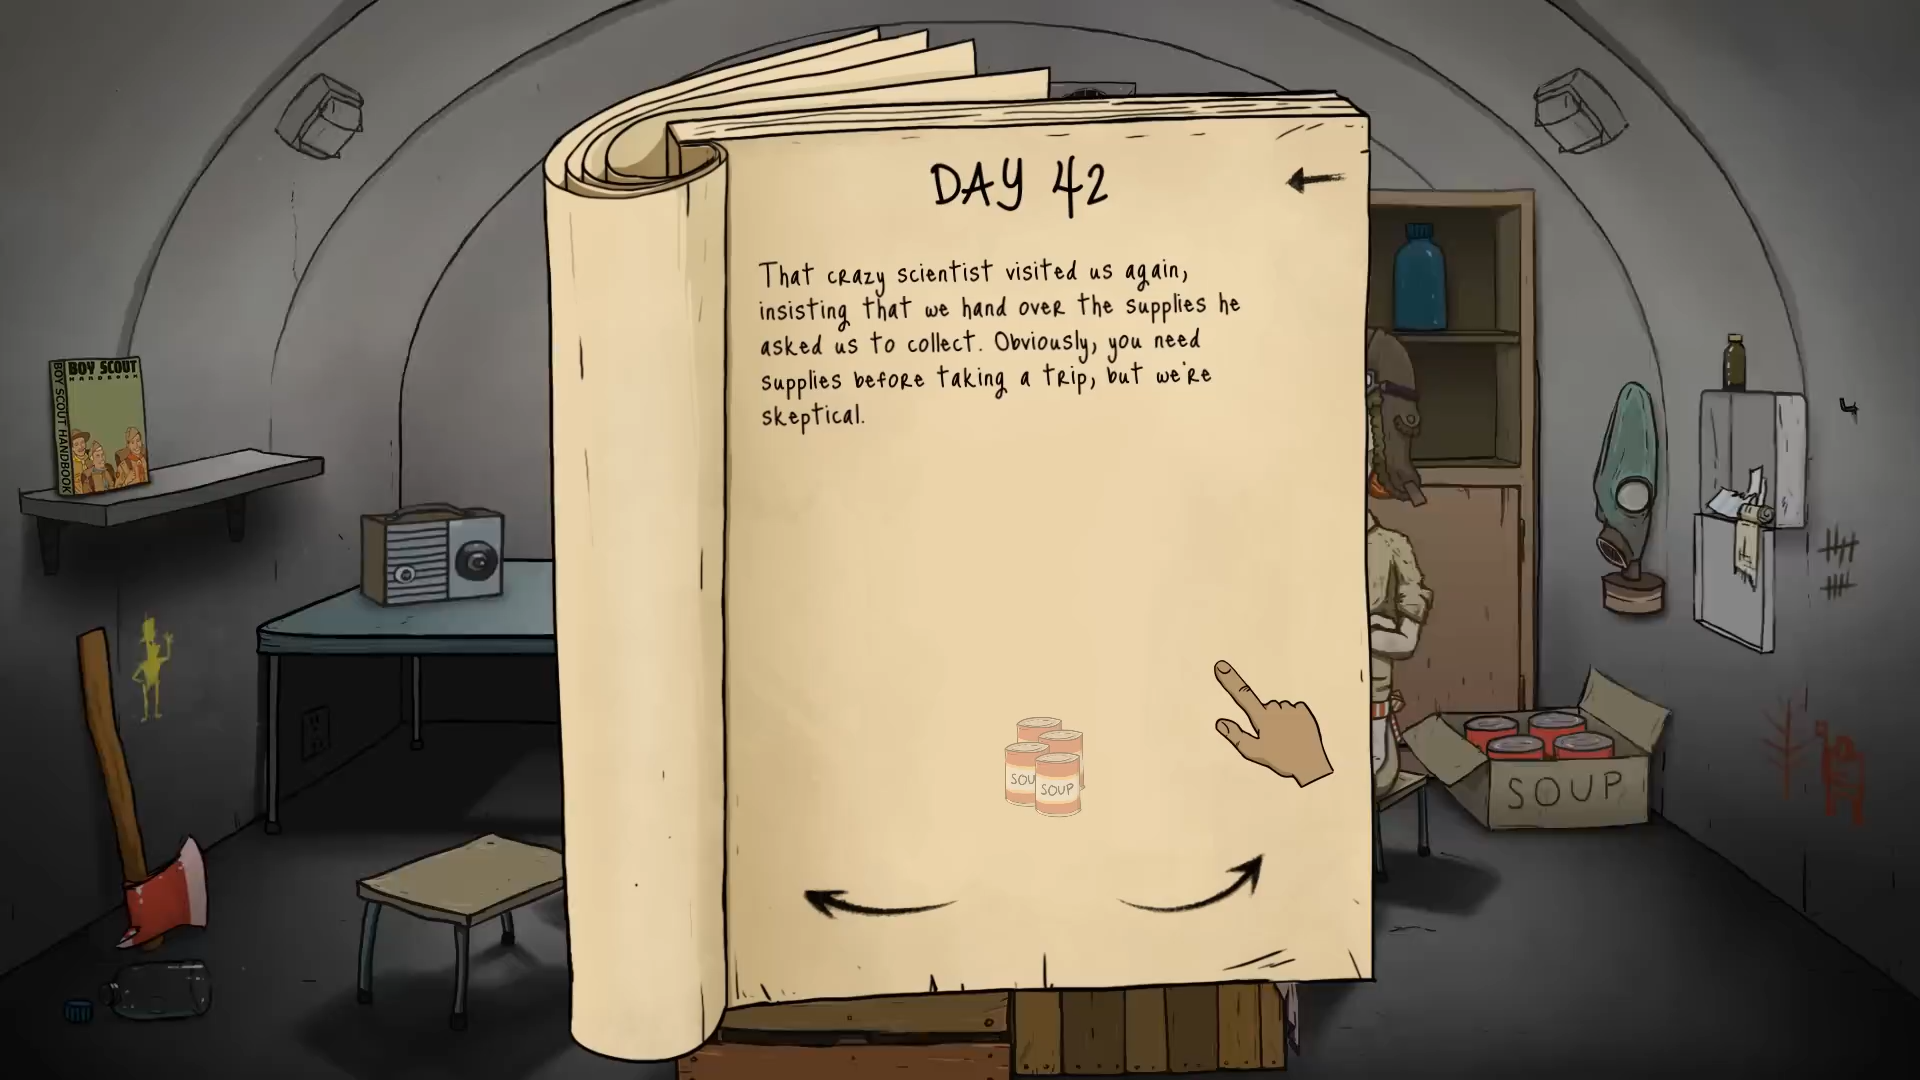 DAY 42
That crazy scientist visited us again,
insisting that we hand over the supplies he
asked us to collect. Obviously, you need
supplies before taking a trip, but we're
skeptical.
BOY SCOUT
HANDBOOK
BOY SCOUT HANDBOOK
SOU
SOUP
SOUP